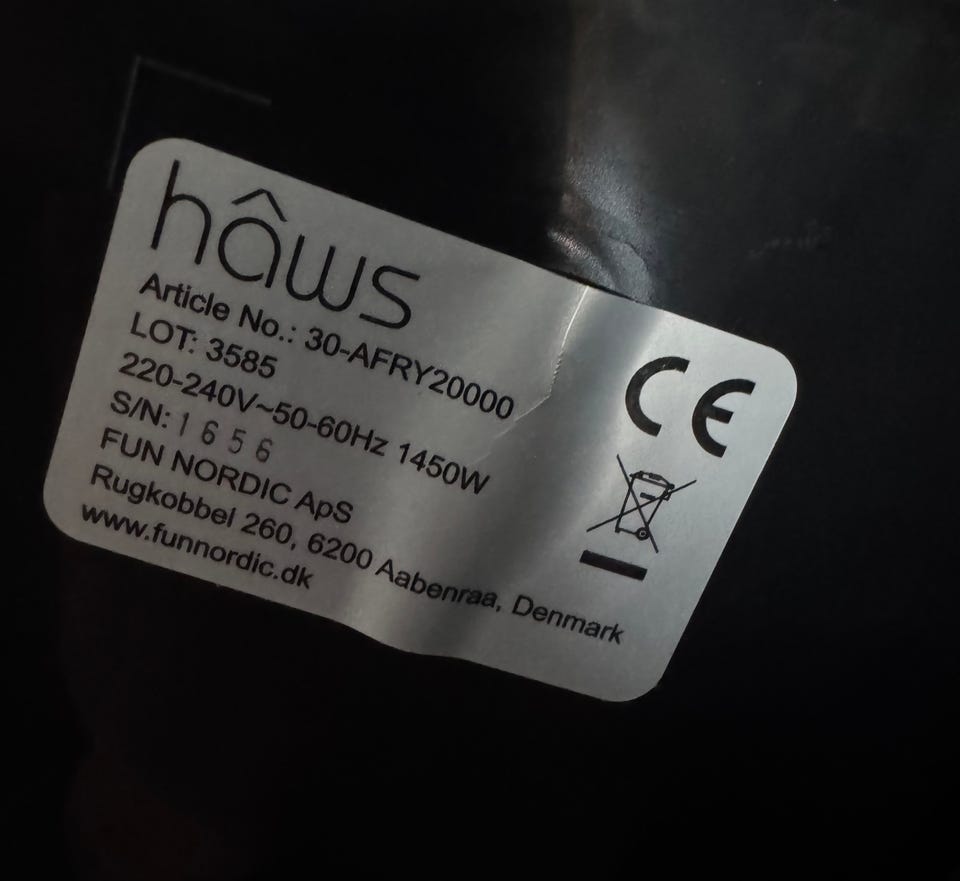 hâws
Article No.: 30-AFRY20000
LOT: 3585
220-240V~50-60Hz 1450W
S/N: 1656
FUN NORDIC ApS
Rugkobbel 260, 6200 Aabenraa, Denmark
www.funnordic.dk
CE